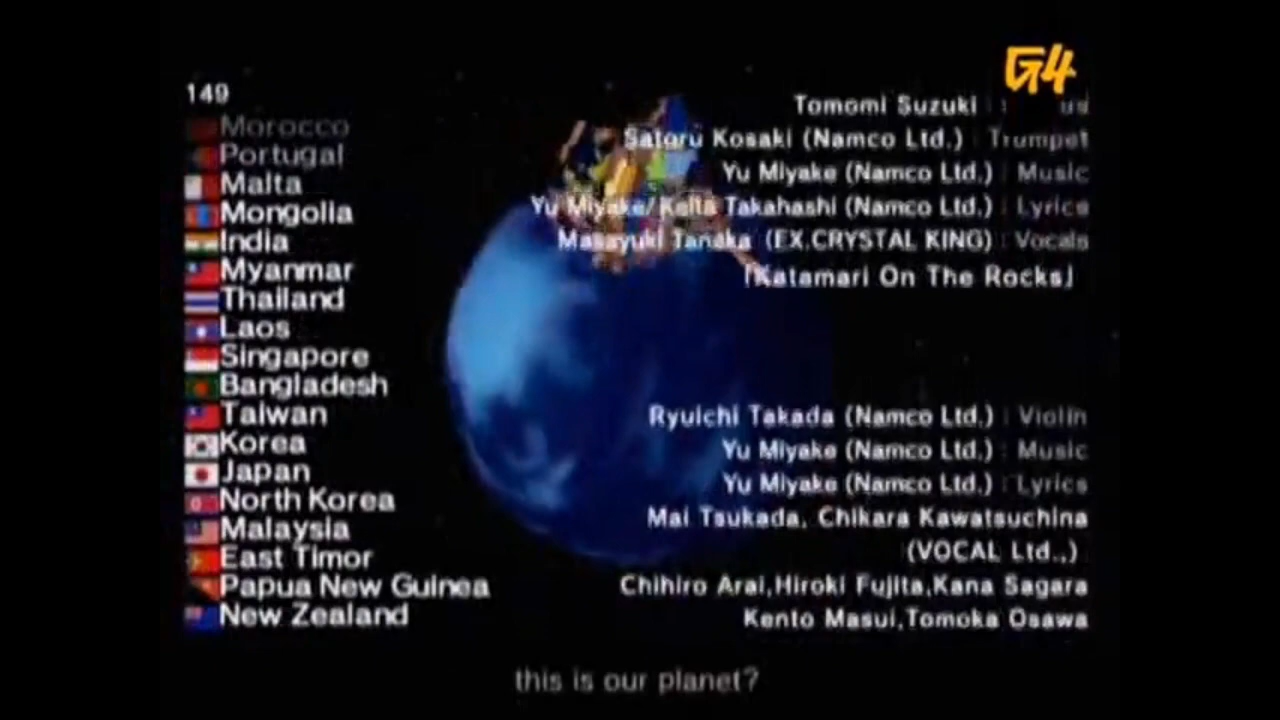 G4
149
Morocco
Portugal
Malta
Mongolia
India
Myanmar
Thailand
Laos
Singapore
Bangladesh
Taiwan
Korea
Japan
North Korea
Malaysia
East Timor
Papua New Guinea
New Zealand
Tomomi Suzuki :
Satoru Kosaki (Namco Ltd.) : Trumpet
Yu Miyake (Namco Ltd.) : Music
Yu Miyake/Keita Takahashi (Namco Ltd.) : Lyrics
Masayuki Tanaka (EX.CRYSTAL KING) : Vocals
「Katamari On The Rocks」
Ryuichi Takada (Namco Ltd.) : Violin
Yu Miyake (Namco Ltd.) : Music
Yu Miyake (Namco Ltd.) : Lyrics
Mai Tsukada, Chikara Kawatsuchina
(VOCAL Ltd.,)
Chihiro Arai,Hiroki Fujita,Kana Sagara
Kento Masui,Tomoka Osawa
this is our planet?